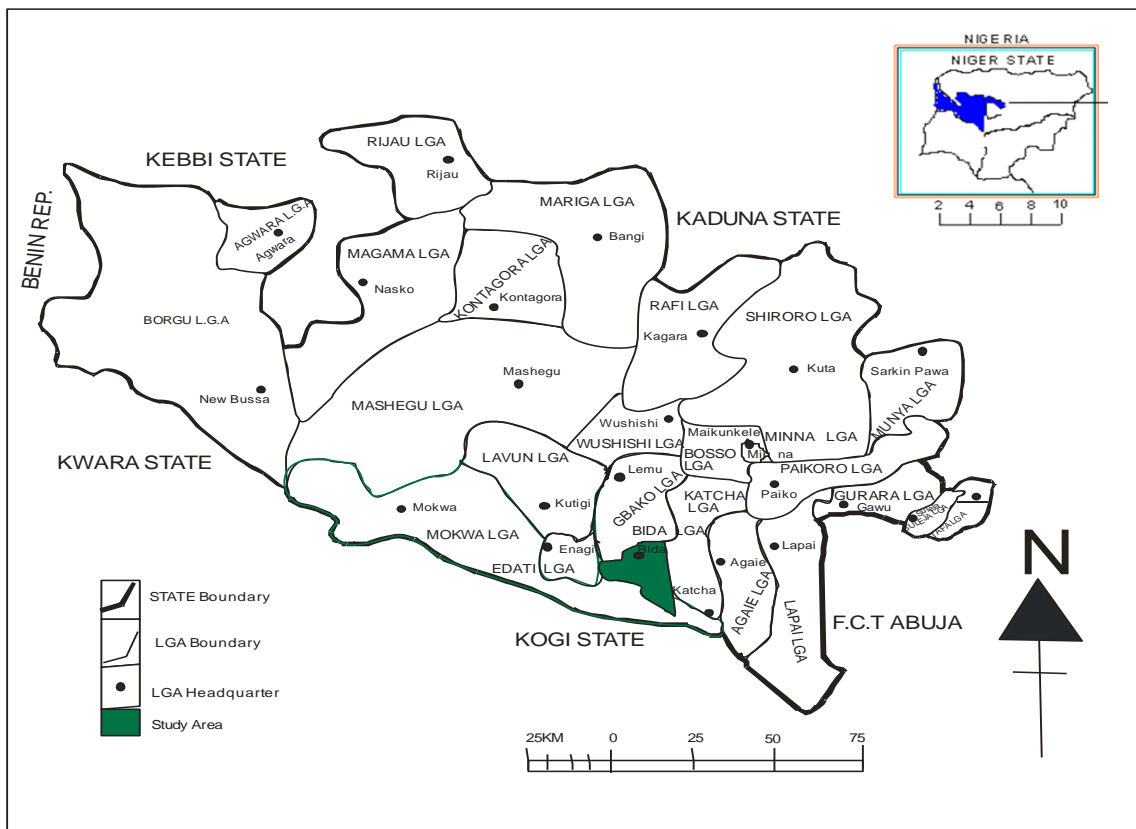 NIGERIA
NIGER STATE
2 4 6 8 10
KEBBI STATE
RIJAU LGA
Rijau
BENIN REP.
AGWARA L.G.A
Agwara
MARIGA LGA
Bangi
KADUNA STATE
MAGAMA LGA
Nasko
KONTAGORA LGA
Kontagora
BORGU L.G.A
New Bussa
RAFI LGA
Kagara
SHIRORO LGA
Kuta
Sarkin Pawa
MUNYA LGA
Mashegu
MASHEGU LGA
KWARA STATE
Wushishi
WUSHISHI LGA
Maikunkele
BOSSO
LGA
MINNA LGA
Minna
PAIKORO LGA
Paiko
LAVUN LGA
Kutigi
Lemu
GBAKO LGA
KATCHA
LGA
GURARA LGA
Gawu
Mokwa
MOKWA LGA
Enagi
EDATI LGA
BIDA LGA
Bida
Katcha
Agaie
AGAIE LGA
Lapai
LAPAI LGA
KOGI STATE
F.C.T ABUJA
N
STATE Boundary
LGA Boundary
LGA Headquarter
Study Area
25KM 0 25 50 75